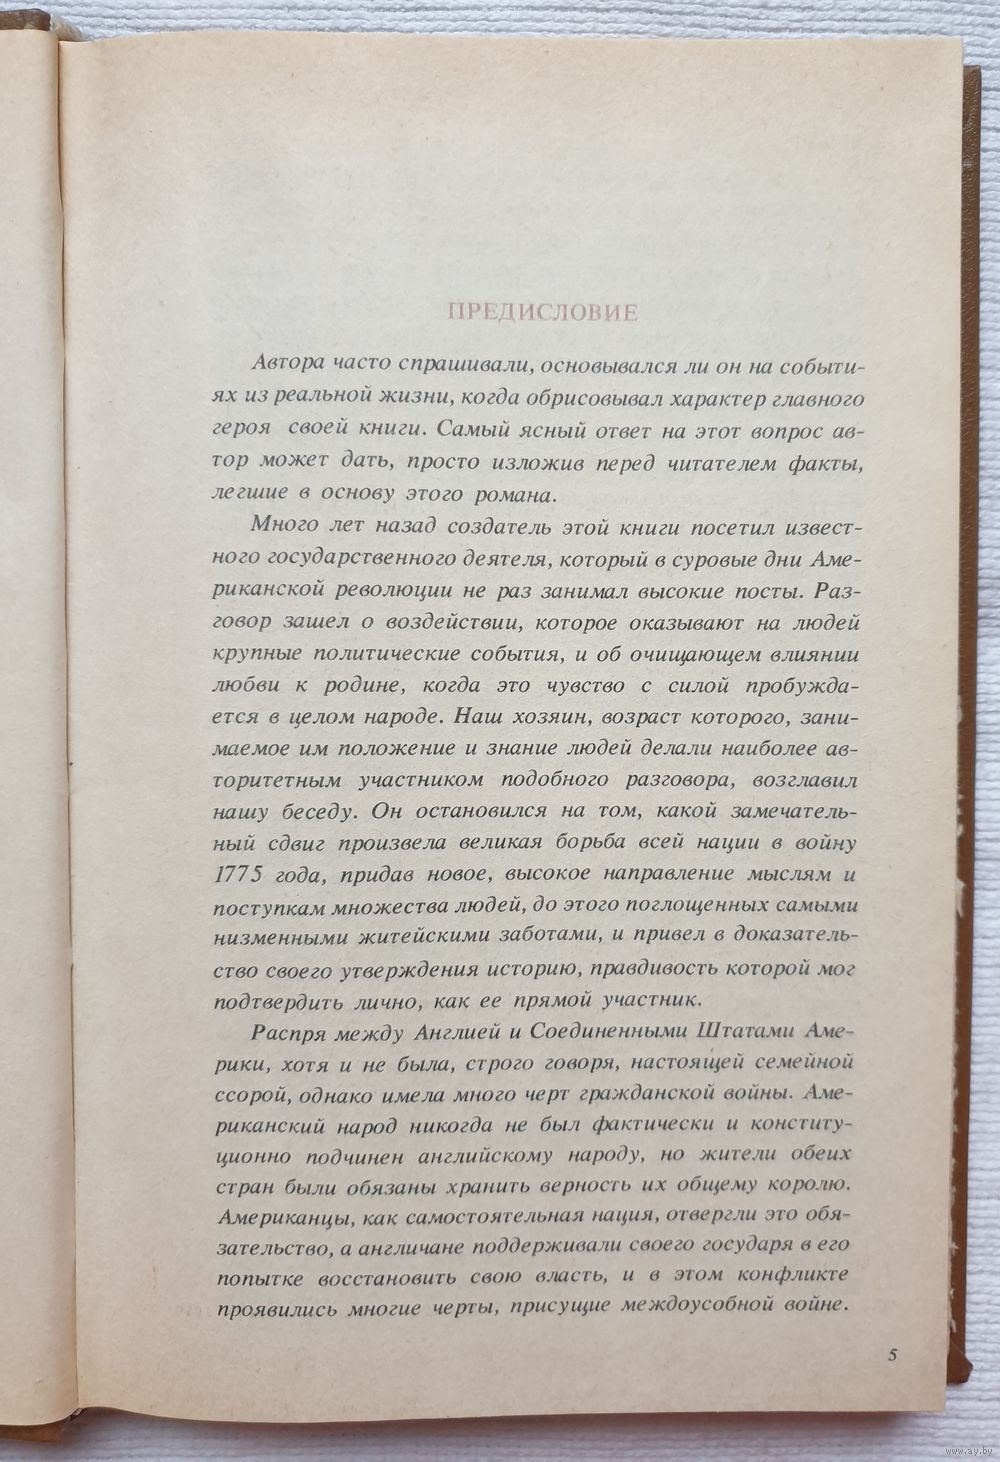 ПРЕДИСЛОВИЕ
Автора часто спрашивали, основывался ли он на событи-
ях из реальной жизни, когда обрисовывал характер главного
героя своей книги. Самый ясный ответ на этот вопрос ав-
тор может дать, просто изложив перед читателем факты,
легшие в основу этого романа.
Много лет назад создатель этой книги посетил извест-
ного государственного деятеля, который в суровые дни Аме-
риканской революции не раз занимал высокие посты. Раз-
говор зашел о воздействии, которое оказывают на людей
крупные политические события, и об очищающем влиянии
любви к родине, когда это чувство с силой пробужда-
ется в целом народе. Наш хозяин, возраст которого, зани-
маемое им положение и знание людей делали наиболее ав-
торитетным участником подобного разговора, возглавил
нашу беседу. Он остановился на том, какой замечатель-
ный сдвиг произвела великая борьба всей нации в войну
1775 года, придав новое, высокое направление мыслям и
поступкам множества людей, до этого поглощенных самыми
низменными житейскими заботами, и привел в доказатель-
ство своего утверждения историю, правдивость которой мог
подтвердить лично, как ее прямой участник.
Распря между Англией и Соединенными Штатами Аме-
рики, хотя и не была, строго говоря, настоящей семейной
ссорой, однако имела много черт гражданской войны. Аме-
риканский народ никогда не был фактически и конститу-
ционно подчинен английскому народу, но жители обеих
стран были обязаны хранить верность их общему королю.
Американцы, как самостоятельная нация, отвергли это обя-
зательство, а англичане поддерживали своего государя в его
попытке восстановить свою власть, и в этом конфликте
проявились многие черты, присущие междоусобной войне.
5
www.ay.by